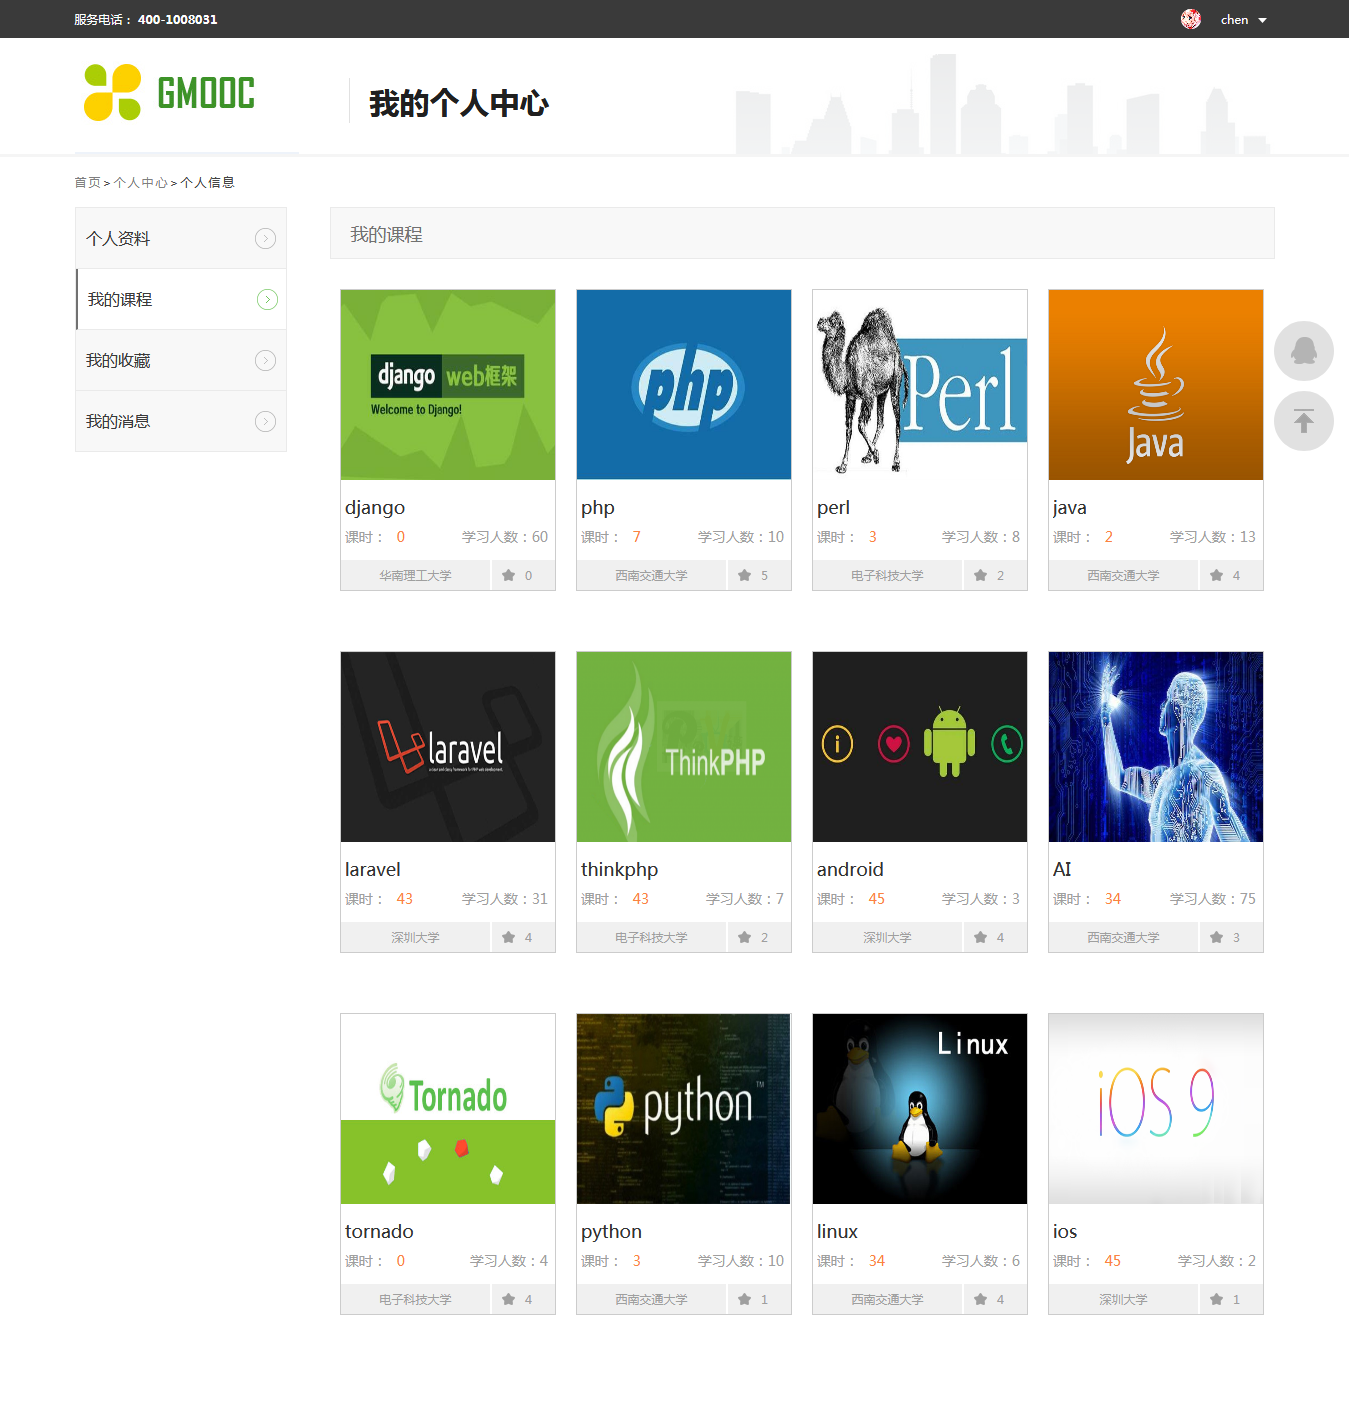 服务电话： 400-1008031
chen
GMOOC
我的个人中心
首页 > 个人中心 > 个人信息
个人资料
我的课程
我的收藏
我的消息
我的课程
django web框架
Welcome to Django!
php
Perl
Java
django
课时： 0 学习人数：60
华南理工大学 0
php
课时： 7 学习人数：10
西南交通大学 5
perl
课时： 3 学习人数：8
电子科技大学 2
java
课时： 2 学习人数：13
西南交通大学 4
laravel
ThinkPHP
laravel
课时： 43 学习人数：31
深圳大学 4
thinkphp
课时： 43 学习人数：7
电子科技大学 2
android
课时： 45 学习人数：3
深圳大学 4
AI
课时： 34 学习人数：75
西南交通大学 3
Tornado
python TM
Linux
iOS 9
tornado
课时： 0 学习人数：4
电子科技大学 4
python
课时： 3 学习人数：10
西南交通大学 1
linux
课时： 34 学习人数：6
西南交通大学 4
ios
课时： 45 学习人数：2
深圳大学 1